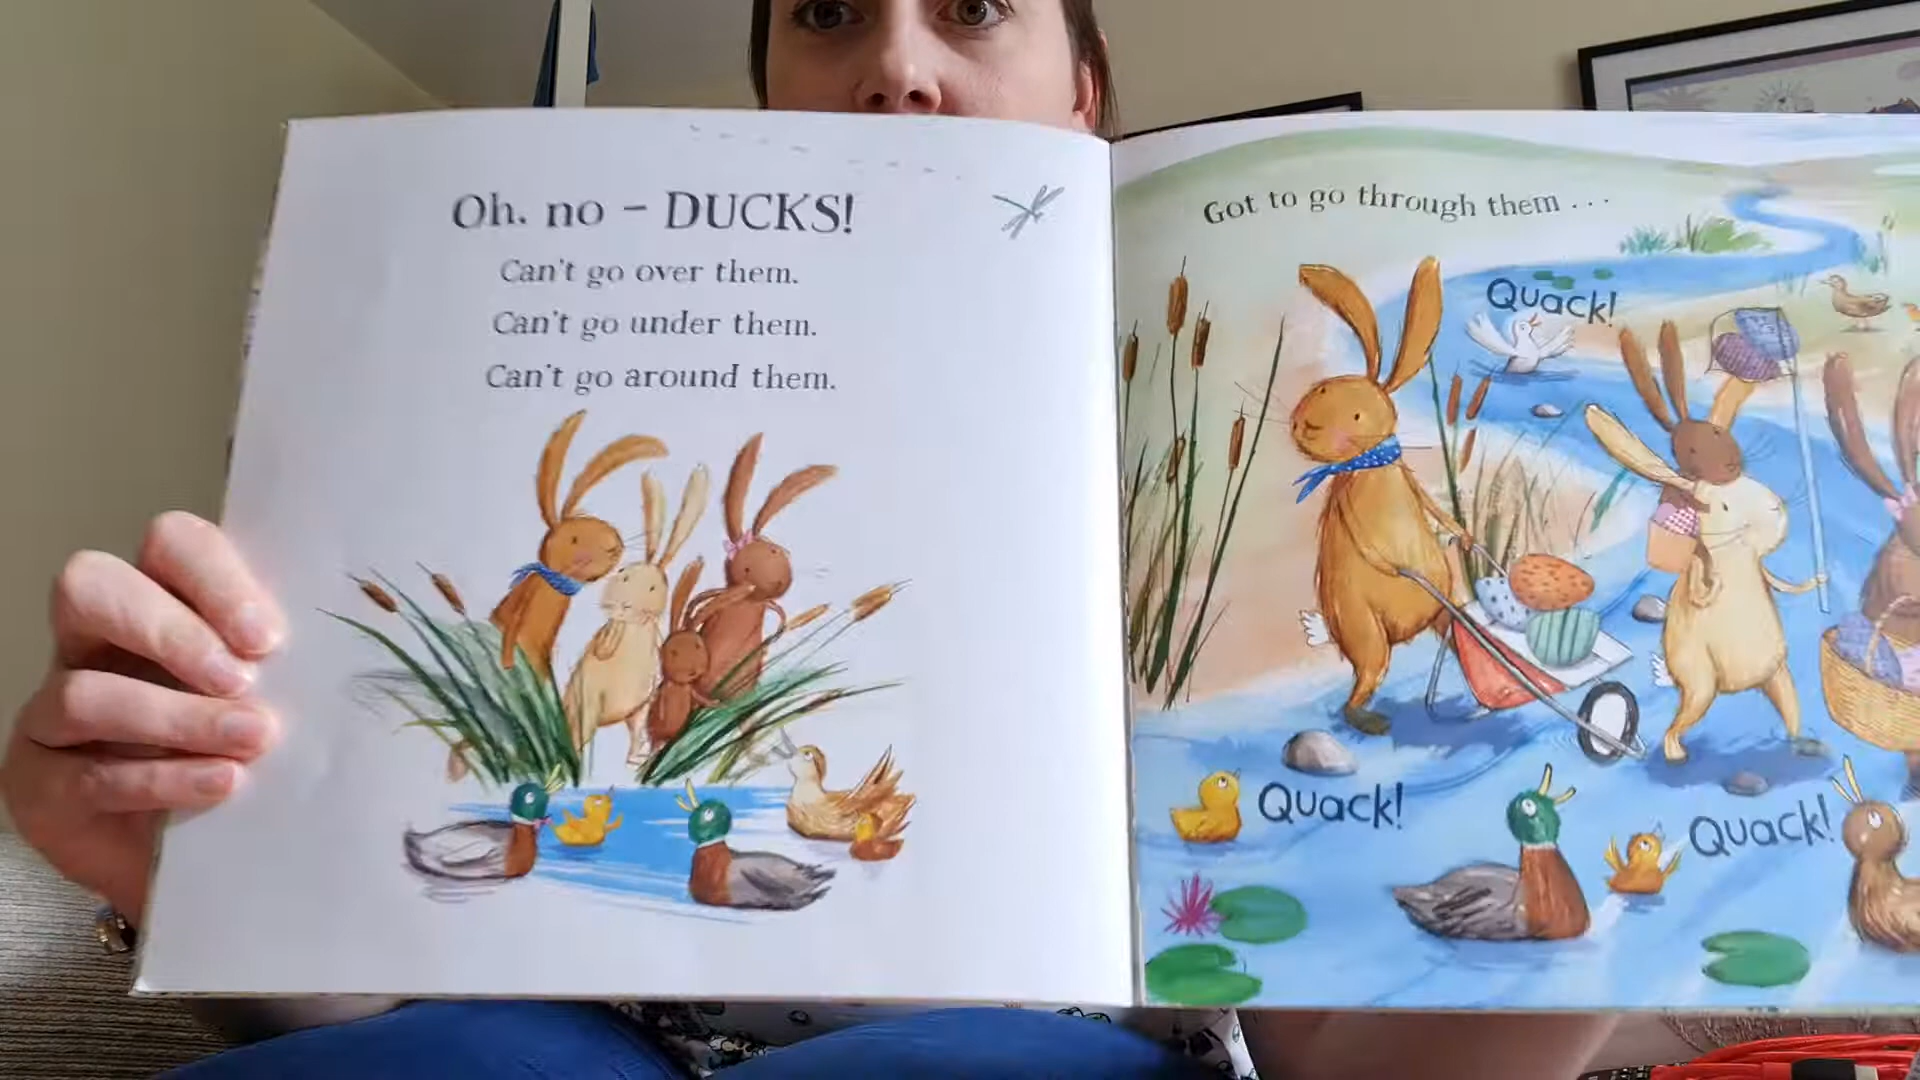 Oh, no – DUCKS!
Can't go over them.
Can't go under them.
Can't go around them.
Got to go through them . . .
Quack!
Quack!
Quack!